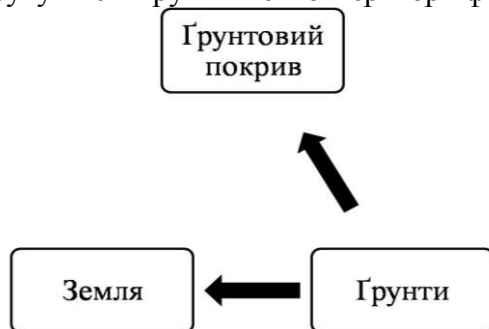 Ґрунтовий
покрив
Земля
Ґрунти